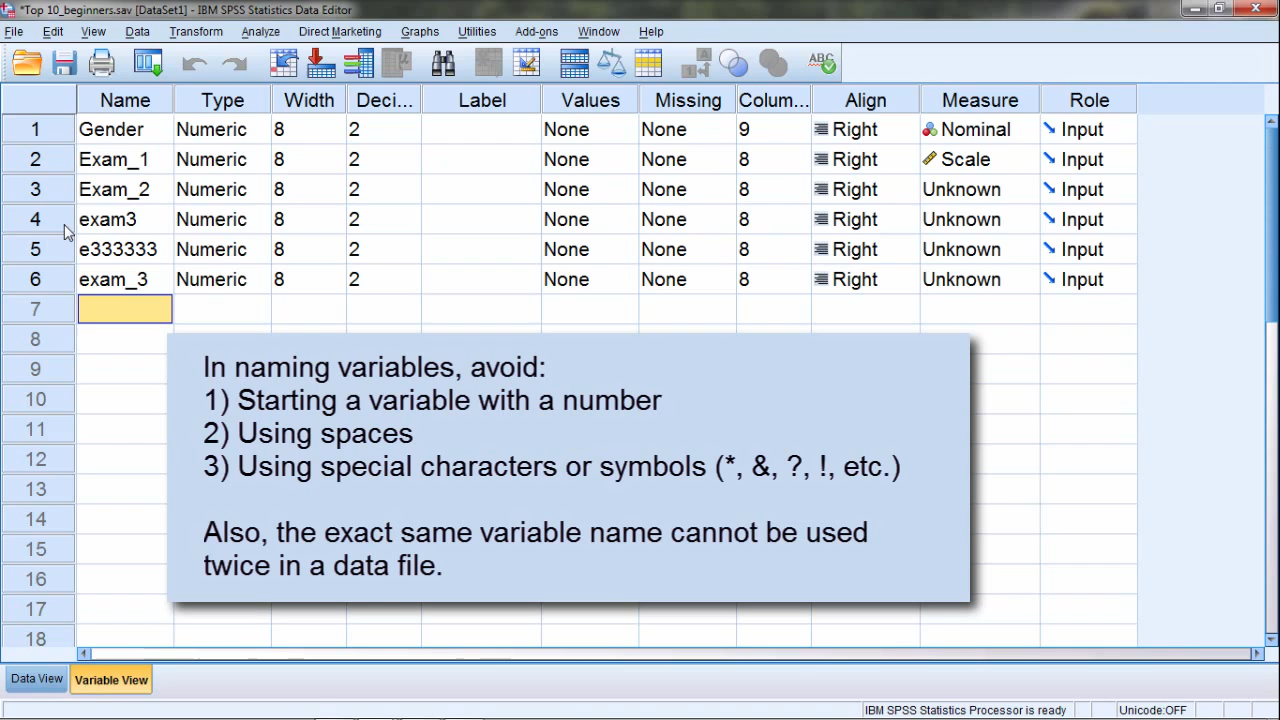 *Top 10_beginners.sav [DataSet1] - IBM SPSS Statistics Data Editor
File Edit View Data Transform Analyze Direct Marketing Graphs Utilities Add-ons Window Help
Name Type Width Deci... Label Values Missing Colum... Align Measure Role
1 Gender Numeric 8 2 None None 9 Right Nominal Input
2 Exam_1 Numeric 8 2 None None 8 Right Scale Input
3 Exam_2 Numeric 8 2 None None 8 Right Unknown Input
4 exam3 Numeric 8 2 None None 8 Right Unknown Input
5 e333333 Numeric 8 2 None None 8 Right Unknown Input
6 exam_3 Numeric 8 2 None None 8 Right Unknown Input
7
8
9
10
11
12
13
14
15
16
17
18
In naming variables, avoid:
1) Starting a variable with a number
2) Using spaces
3) Using special characters or symbols (*, &, ?, !, etc.)
Also, the exact same variable name cannot be used
twice in a data file.
Data View Variable View
IBM SPSS Statistics Processor is ready Unicode:OFF